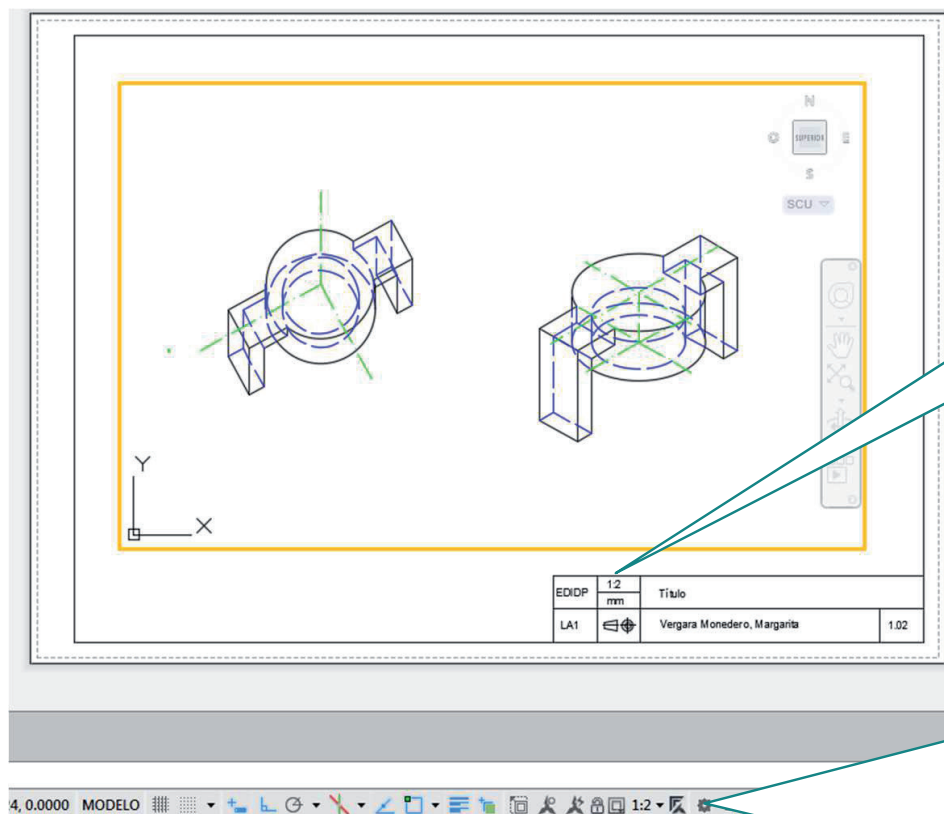 N
O SUPERIOR E
S
SCU
Y
X
EDIDP 1:2 Título
mm
LA1 Vergara Monedero, Margarita 1.02
4, 0.0000 MODELO 1:2